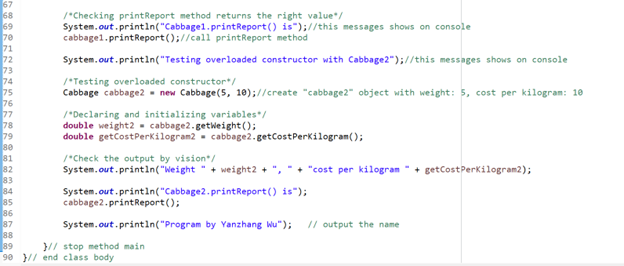 67
68 /*Checking printReport method returns the right value*/
69 System.out.println("Cabbage1.printReport() is");//this messages shows on console
70 cabbage1.printReport();//call printReport method
71
72 System.out.println("Testing overloaded constructor with Cabbage2");//this messages shows on console
73
74 /*Testing overloaded constructor*/
75 Cabbage cabbage2 = new Cabbage(5, 10);//create "cabbage2" object with weight: 5, cost per kilogram: 10
76
77 /*Declaring and initializing variables*/
78 double weight2 = cabbage2.getWeight();
79 double getCostPerKilogram2 = cabbage2.getCostPerKilogram();
80
81 /*Check the output by vision*/
82 System.out.println("Weight " + weight2 + ", " + "cost per kilogram " + getCostPerKilogram2);
83
84 System.out.println("Cabbage2.printReport() is");
85 cabbage2.printReport();
86
87 System.out.println("Program by Yanzhang Wu"); // output the name
88
89 }// stop method main
90 }// end class body